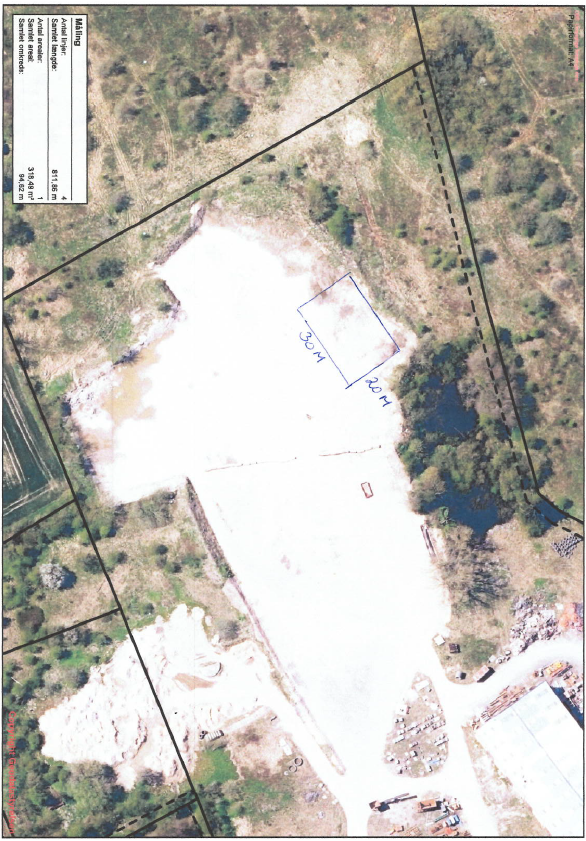 Papirformat: A4
Måling
Antal linjer: 4
Samlet længde: 811,86 m
Antal arealer: 1
Samlet areal: 318,49 m²
Samlet omkreds: 94,62 m
30 M
20 M